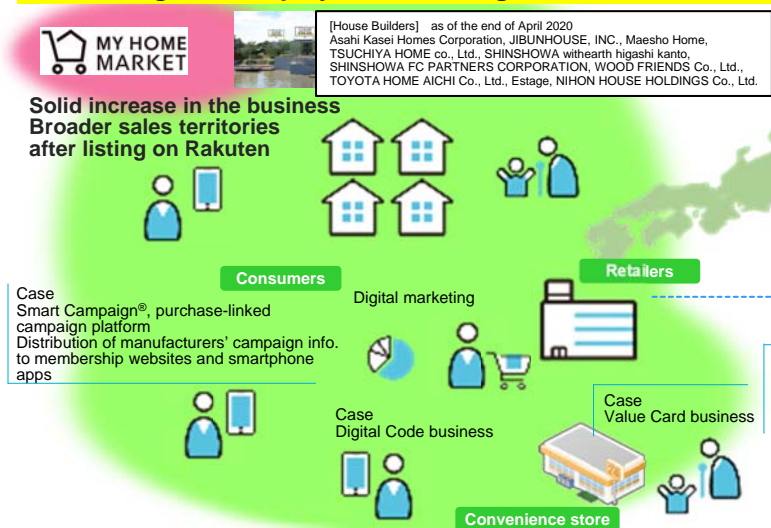 MY HOME
MARKET
[House Builders] as of the end of April 2020
Asahi Kasei Homes Corporation, JIBUNHOUSE, INC., Maesho Home,
TSUCHIYA HOME co., Ltd., SHINSHOWA withearth higashi kanto,
SHINSHOWA FC PARTNERS CORPORATION, WOOD FRIENDS Co., Ltd.,
TOYOTA HOME AICHI Co., Ltd., Estage, NIHON HOUSE HOLDINGS Co., Ltd.
Solid increase in the business
Broader sales territories
after listing on Rakuten
Consumers
Retailers
Case
Smart Campaign®, purchase-linked
campaign platform
Distribution of manufacturers' campaign info.
to membership websites and smartphone
apps
Digital marketing
Case
Digital Code business
Case
Value Card business
24
Convenience store